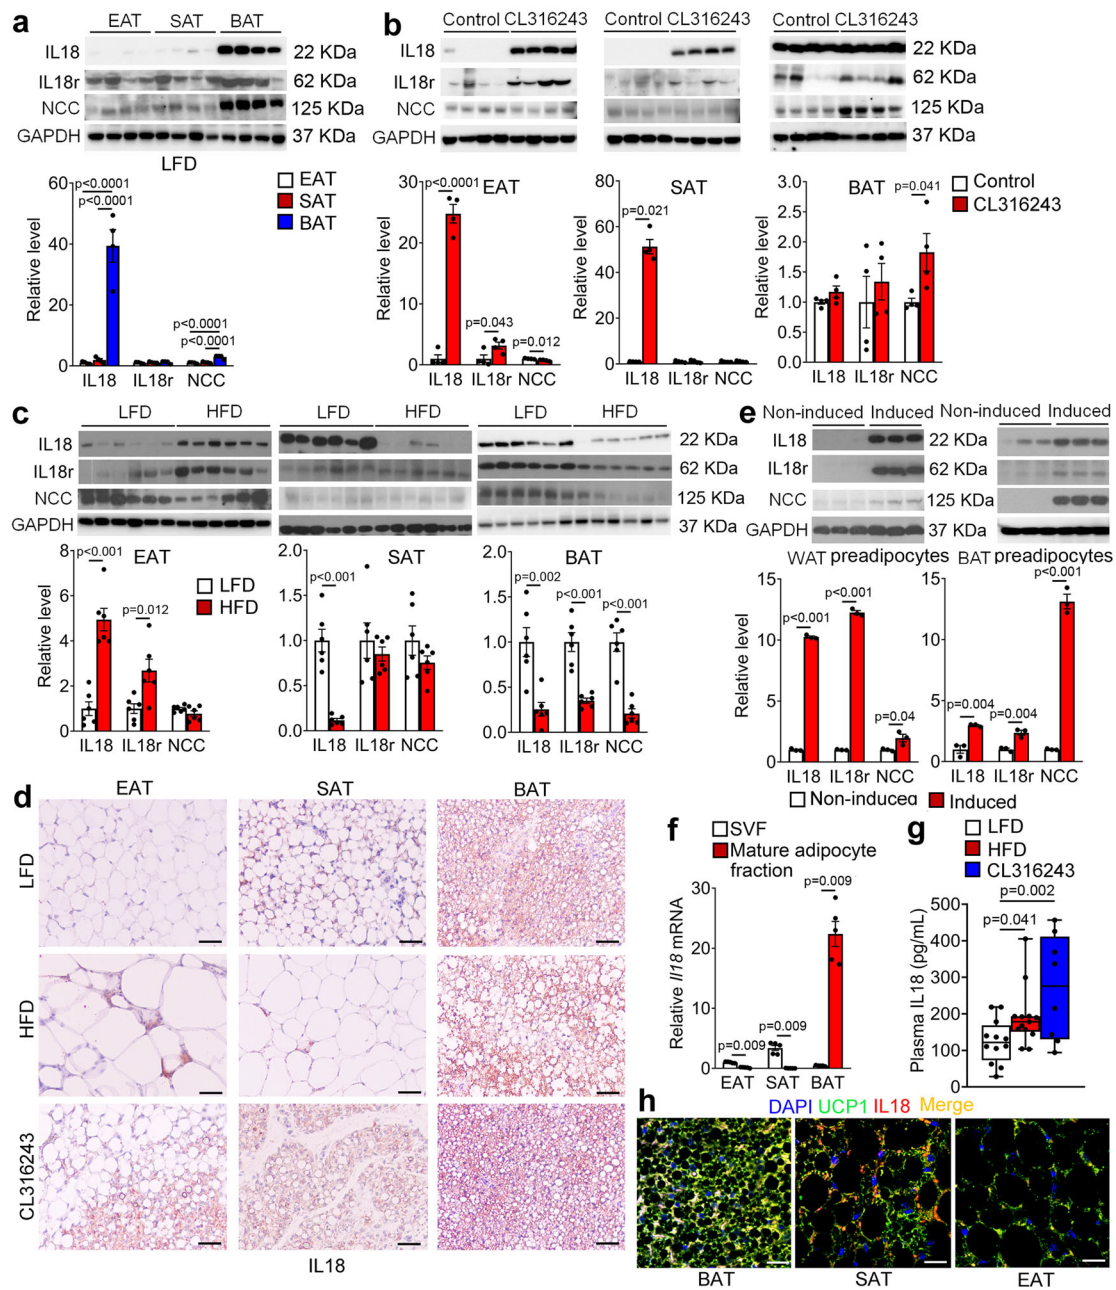 a
EAT SAT BAT
IL18 22 KDa
IL18r 62 KDa
NCC 125 KDa
GAPDH 37 KDa
LFD
Relative level
60
40
20
0
p<0.0001
p<0.0001
p<0.0001
p<0.0001
IL18 IL18r NCC
EAT
SAT
BAT
b
Control CL316243 Control CL316243 Control CL316243
IL18 22 KDa
IL18r 62 KDa
NCC 125 KDa
GAPDH 37 KDa
EAT
Relative level
30
20
10
0
p<0.0001
p=0.043
p=0.012
IL18 IL18r NCC
SAT
80
60
40
20
0
p=0.021
IL18 IL18r NCC
BAT
3.0
2.5
2.0
1.5
1.0
0.5
0.0
p=0.041
IL18 IL18r NCC
Control
CL316243
c
LFD HFD LFD HFD LFD HFD
IL18 22 KDa
IL18r 62 KDa
NCC 125 KDa
GAPDH 37 KDa
EAT
Relative level
8
6
4
2
0
p<0.001
p=0.012
IL18 IL18r NCC
LFD
HFD
SAT
2.0
1.5
1.0
0.5
0.0
p<0.001
IL18 IL18r NCC
BAT
2.0
1.5
1.0
0.5
0.0
p=0.002
p<0.001
p<0.001
IL18 IL18r NCC
d
EAT SAT BAT
LFD
HFD
CL316243
IL18
e
Non-induced Induced Non-induced Induced
IL18 22 KDa
IL18r 62 KDa
NCC 125 KDa
GAPDH 37 KDa
WAT preadipocytes BAT preadipocytes
Relative level
15
10
5
0
p<0.001
p<0.001
p=0.04
IL18 IL18r NCC
15
10
5
0
p=0.004
p=0.004
p<0.001
IL18 IL18r NCC
Non-induced Induced
f
SVF
Mature adipocyte
fraction
Relative Il18 mRNA
30
20
10
0
p=0.009
p=0.009
p=0.009
EAT SAT BAT
g
LFD
HFD
CL316243
Plasma IL18 (pg/mL)
500
400
300
200
100
0
p=0.002
p=0.041
h
DAPI UCP1 IL18 Merge
BAT SAT EAT